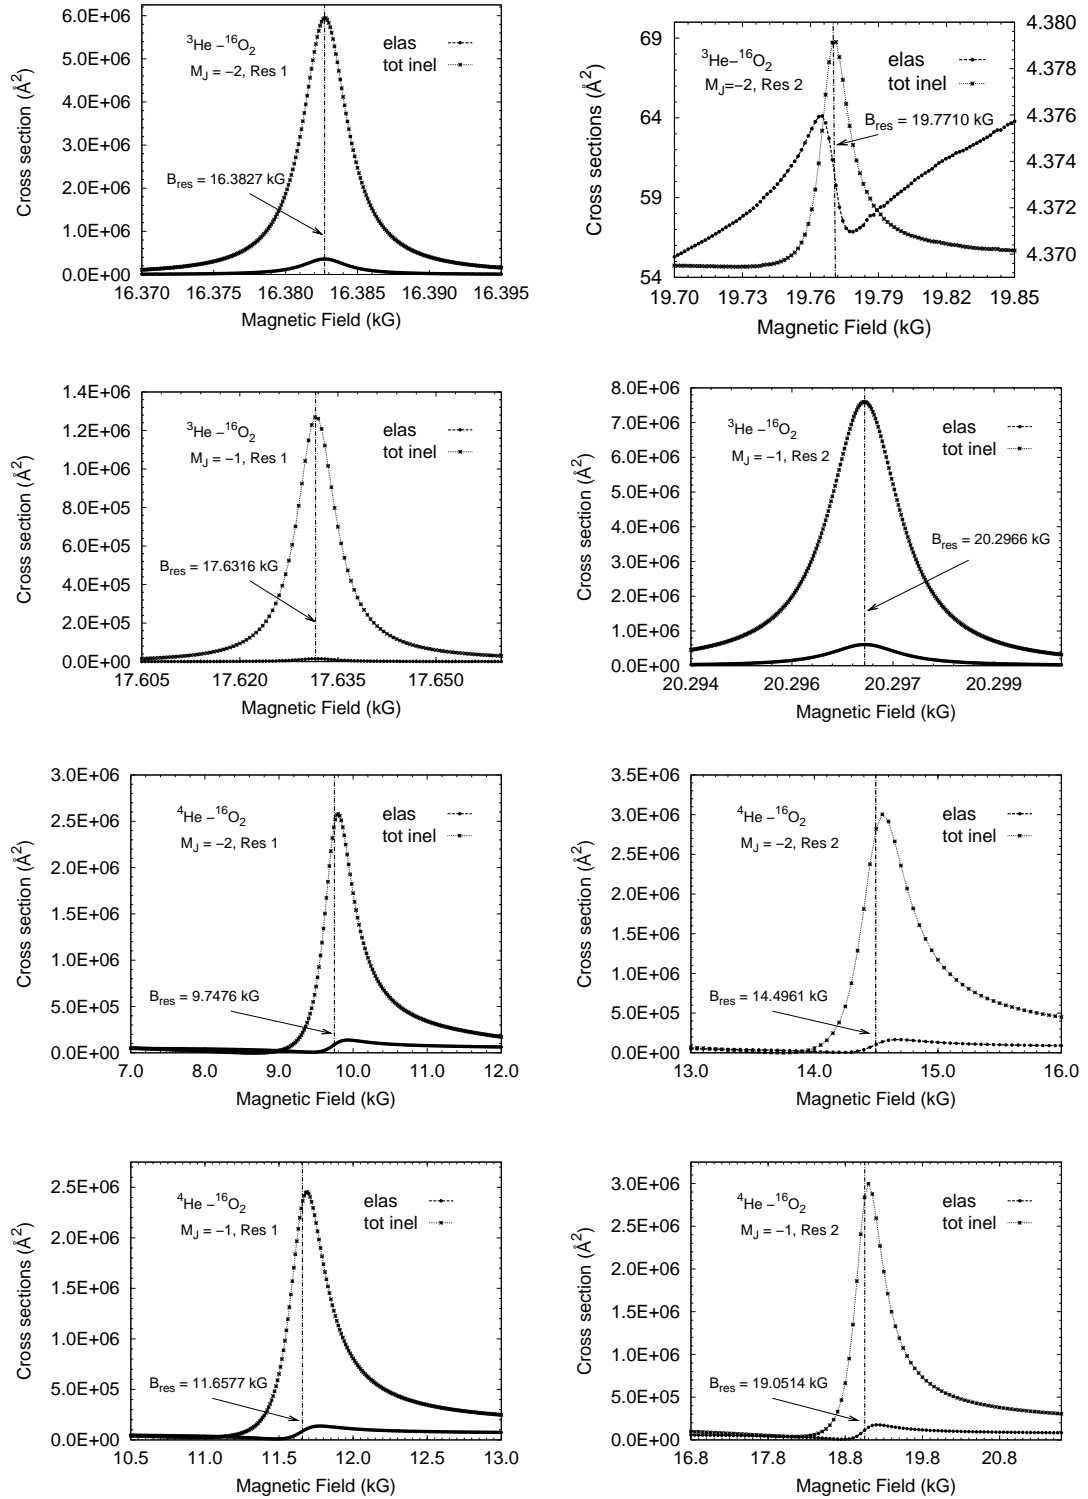 Cross section (Å²)
6.0E+06
5.0E+06
4.0E+06
3.0E+06
2.0E+06
1.0E+06
0.0E+00
³He −¹⁶O₂
M_J = −2, Res 1
elas
tot inel
B_res = 16.3827 kG
16.370 16.375 16.380 16.385 16.390 16.395
Magnetic Field (kG)
Cross sections (Å²)
69
64
59
54
³He−¹⁶O₂
M_J=−2, Res 2
elas
tot inel
B_res = 19.7710 kG
4.380
4.378
4.376
4.374
4.372
4.370
19.70 19.73 19.76 19.79 19.82 19.85
Magnetic Field (kG)
Cross section (Å²)
1.4E+06
1.2E+06
1.0E+06
8.0E+05
6.0E+05
4.0E+05
2.0E+05
0.0E+00
³He −¹⁶O₂
M_J = −1, Res 1
elas
tot inel
B_res = 17.6316 kG
17.605 17.620 17.635 17.650
Magnetic Field (kG)
Cross section (Å²)
8.0E+06
7.0E+06
6.0E+06
5.0E+06
4.0E+06
3.0E+06
2.0E+06
1.0E+06
0.0E+00
³He −¹⁶O₂
M_J = −1, Res 2
elas
tot inel
B_res = 20.2966 kG
20.294 20.296 20.297 20.299
Magnetic Field (kG)
Cross section (Å²)
3.0E+06
2.5E+06
2.0E+06
1.5E+06
1.0E+06
5.0E+05
0.0E+00
⁴He −¹⁶O₂
M_J = −2, Res 1
elas
tot inel
B_res = 9.7476 kG
7.0 8.0 9.0 10.0 11.0 12.0
Magnetic Field (kG)
Cross section (Å²)
3.5E+06
3.0E+06
2.5E+06
2.0E+06
1.5E+06
1.0E+06
5.0E+05
0.0E+00
⁴He −¹⁶O₂
M_J = −2, Res 2
elas
tot inel
B_res = 14.4961 kG
13.0 14.0 15.0 16.0
Magnetic Field (kG)
Cross sections (Å²)
2.5E+06
2.0E+06
1.5E+06
1.0E+06
5.0E+05
0.0E+00
⁴He −¹⁶O₂
M_J = −1, Res 1
elas
tot inel
B_res = 11.6577 kG
10.5 11.0 11.5 12.0 12.5 13.0
Magnetic Field (kG)
Cross section (Å²)
3.0E+06
2.5E+06
2.0E+06
1.5E+06
1.0E+06
5.0E+05
0.0E+00
⁴He −¹⁶O₂
M_J = −1, Res 2
elas
tot inel
B_res = 19.0514 kG
16.8 17.8 18.8 19.8 20.8
Magnetic Field (kG)